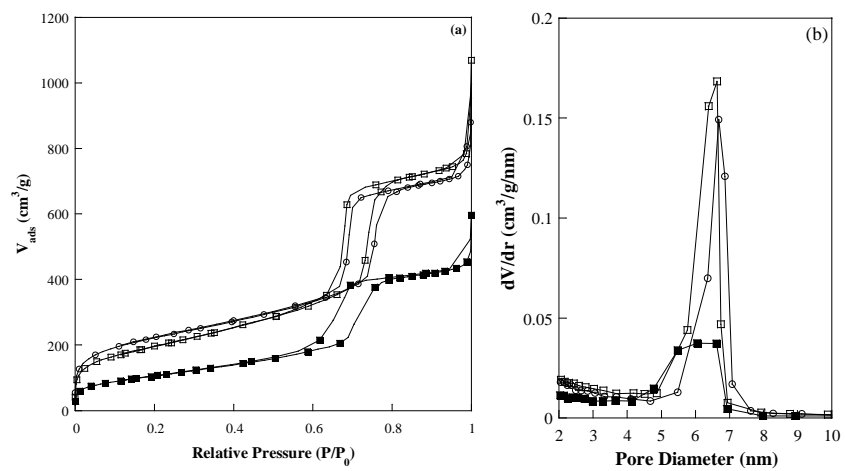 (a)
1200
1000
800
600
400
200
0
V_ads (cm³/g)
0 0.2 0.4 0.6 0.8 1
Relative Pressure (P/P₀)
(b)
0.2
0.15
0.1
0.05
0
dV/dr (cm³/g/nm)
2 3 4 5 6 7 8 9 10
Pore Diameter (nm)